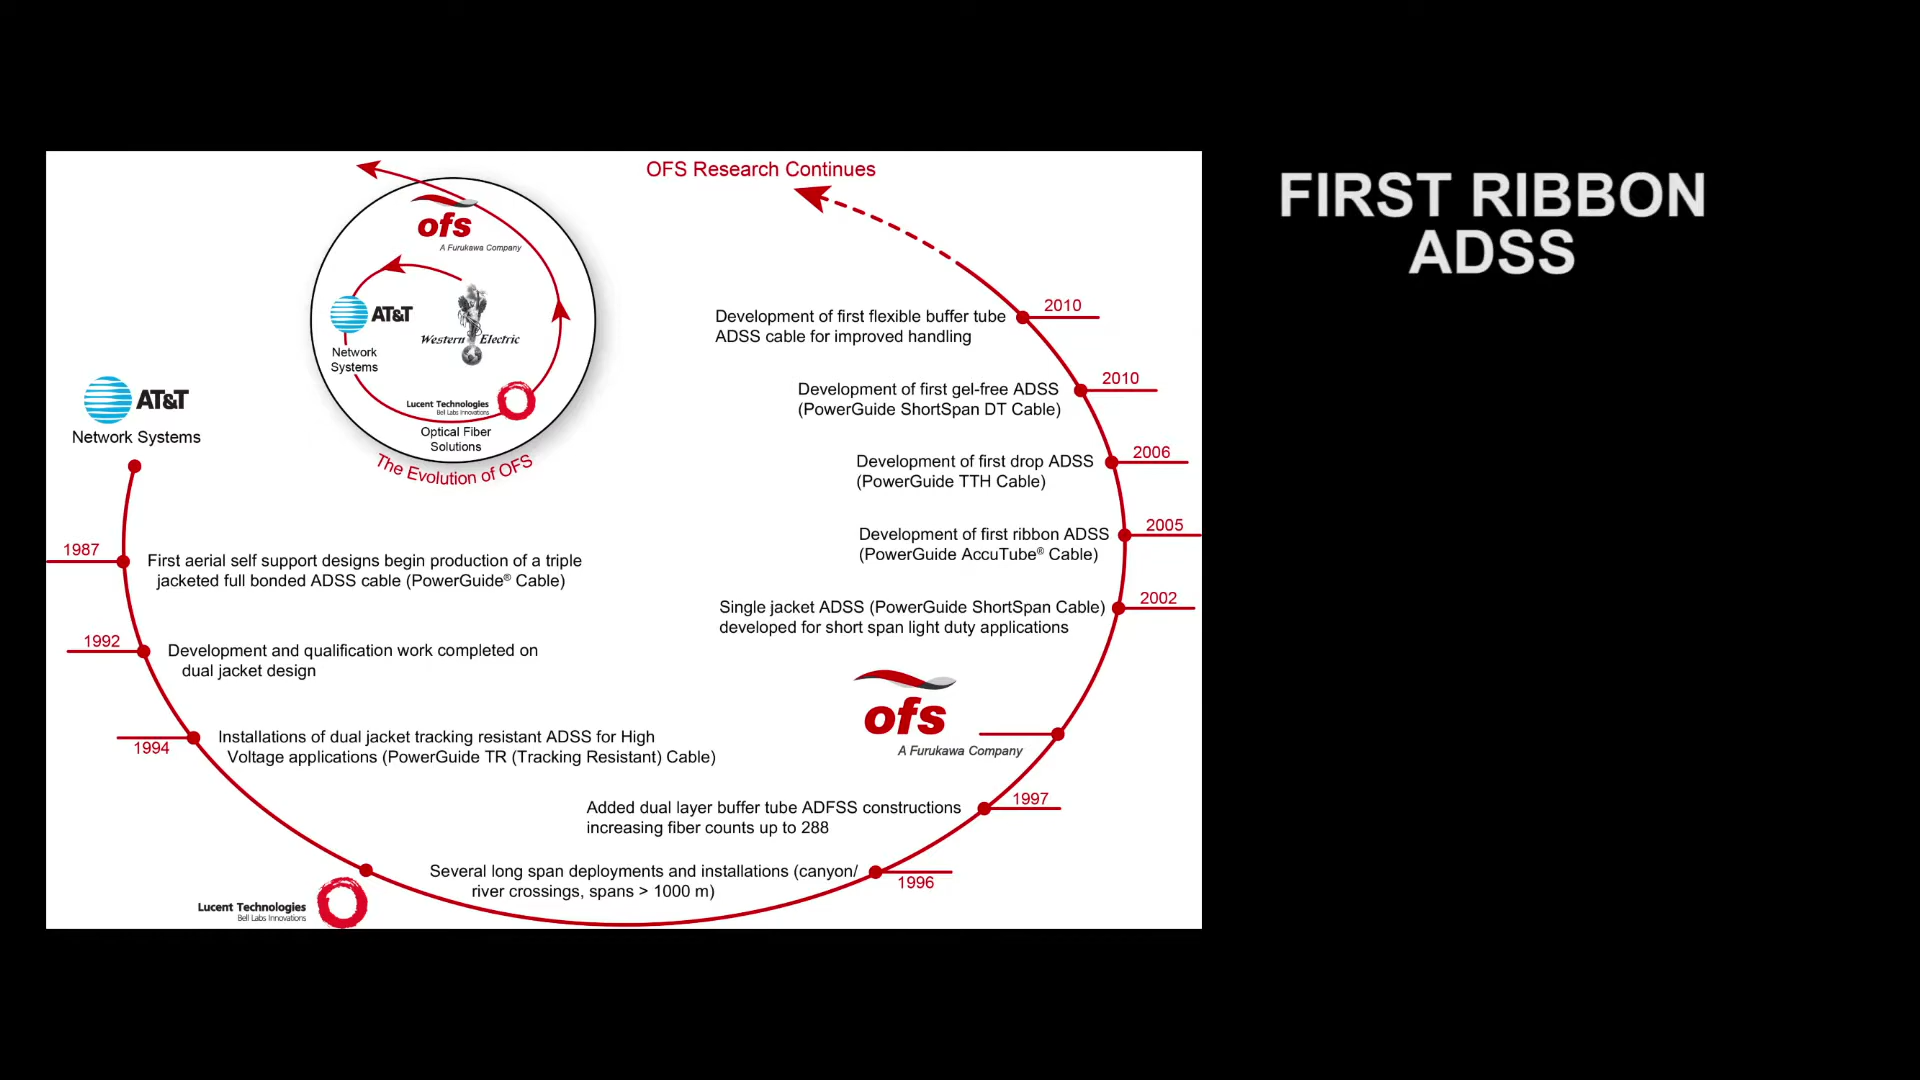 OFS Research Continues
FIRST RIBBON
ADSS
ofs
A Furukawa Company
AT&T
Network
Systems
Western Electric
Lucent Technologies
Bell Labs Innovations
Optical Fiber
Solutions
The Evolution of OFS
AT&T
Network Systems
1987
First aerial self support designs begin production of a triple
jacketed full bonded ADSS cable (PowerGuide® Cable)
1992
Development and qualification work completed on
dual jacket design
1994
Installations of dual jacket tracking resistant ADSS for High
Voltage applications (PowerGuide TR (Tracking Resistant) Cable)
Lucent Technologies
Bell Labs Innovations
Several long span deployments and installations (canyon/
river crossings, spans > 1000 m)
1996
Added dual layer buffer tube ADFSS constructions
increasing fiber counts up to 288
1997
ofs
A Furukawa Company
Single jacket ADSS (PowerGuide ShortSpan Cable)
developed for short span light duty applications
2002
Development of first ribbon ADSS
(PowerGuide AccuTube® Cable)
2005
Development of first drop ADSS
(PowerGuide TTH Cable)
2006
Development of first gel-free ADSS
(PowerGuide ShortSpan DT Cable)
2010
Development of first flexible buffer tube
ADSS cable for improved handling
2010